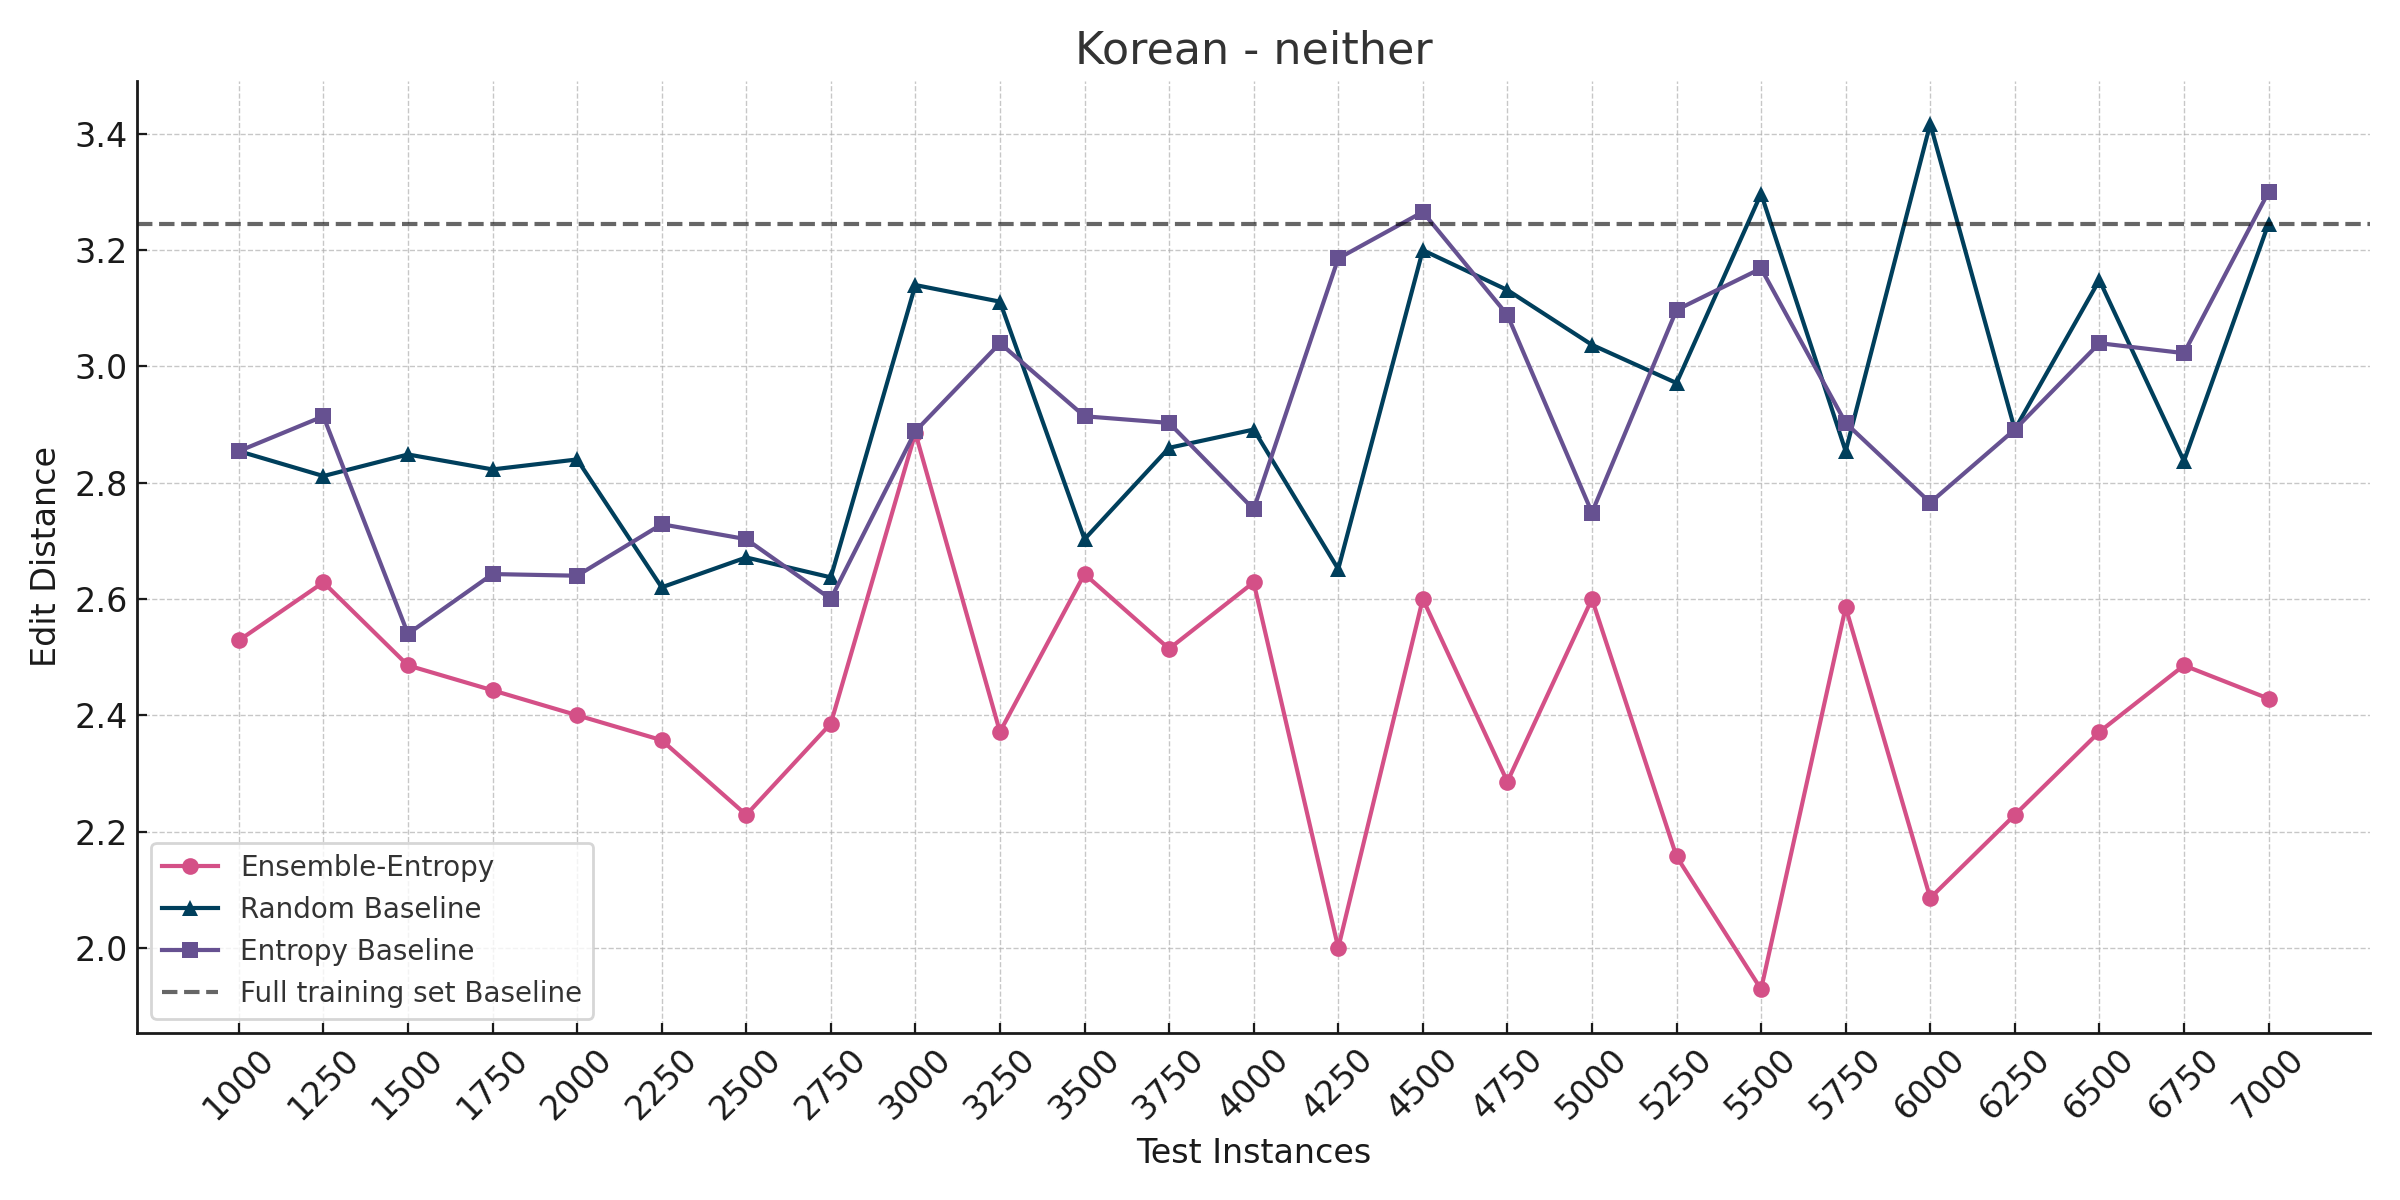 Korean - neither
Edit Distance
3.4
3.2
3.0
2.8
2.6
2.4
2.2
2.0
Ensemble-Entropy
Random Baseline
Entropy Baseline
Full training set Baseline
1000 1250 1500 1750 2000 2250 2500 2750 3000 3250 3500 3750 4000 4250 4500 4750 5000 5250 5500 5750 6000 6250 6500 6750 7000
Test Instances